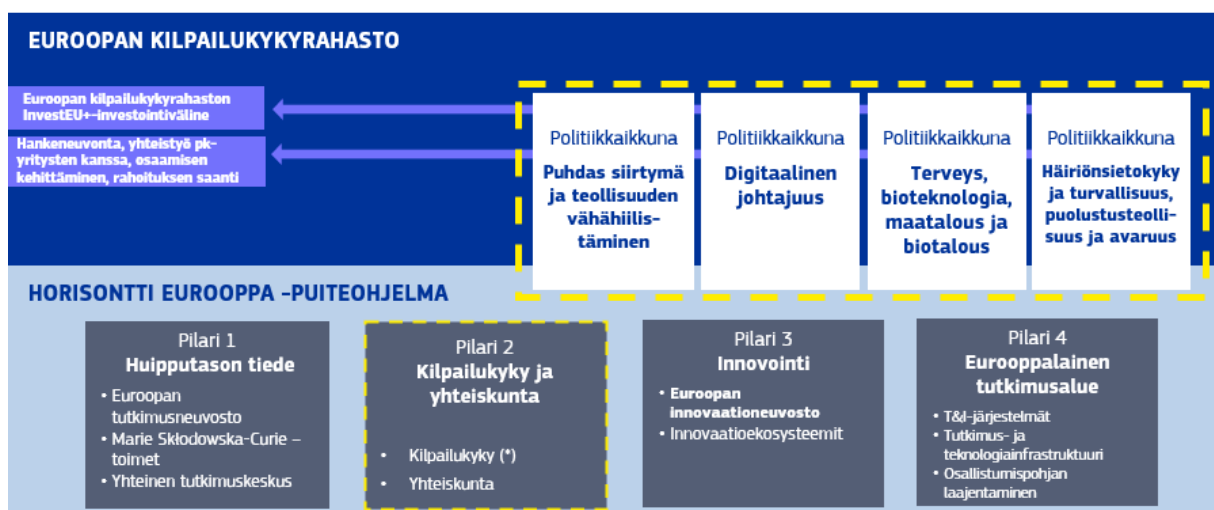 EUROOPAN KILPAILUKYKYRAHASTO
Euroopan kilpailukykyrahaston
InvestEU+-investointiväline
Hankeneuvonta, yhteistyö pk-
yritysten kanssa, osaamisen
kehittäminen, rahoituksen saanti
Politiikkaikkuna
Puhdas siirtymä
ja teollisuuden
vähähiilis-
täminen
Politiikkaikkuna
Digitaalinen
johtajuus
Politiikkaikkuna
Terveys,
bioteknologia,
maatalous ja
biotalous
Politiikkaikkuna
Häiriönsietokyky
ja turvallisuus,
puolustusteolli-
suus ja avaruus
HORISONTTI EUROOPPA -PUITEOHJELMA
Pilari 1
Huipputason tiede
• Euroopan
tutkimusneuvosto
• Marie Skłodowska-Curie –
toimet
• Yhteinen tutkimuskeskus
Pilari 2
Kilpailukyky ja
yhteiskunta
• Kilpailukyky (*)
• Yhteiskunta
Pilari 3
Innovointi
• Euroopan
innovaationeuvosto
• Innovaatioekosysteemit
Pilari 4
Eurooppalainen
tutkimusalue
• T&I-järjestelmät
• Tutkimus- ja
teknologiainfrastruktuuri
• Osallistumispohjan
laajentaminen